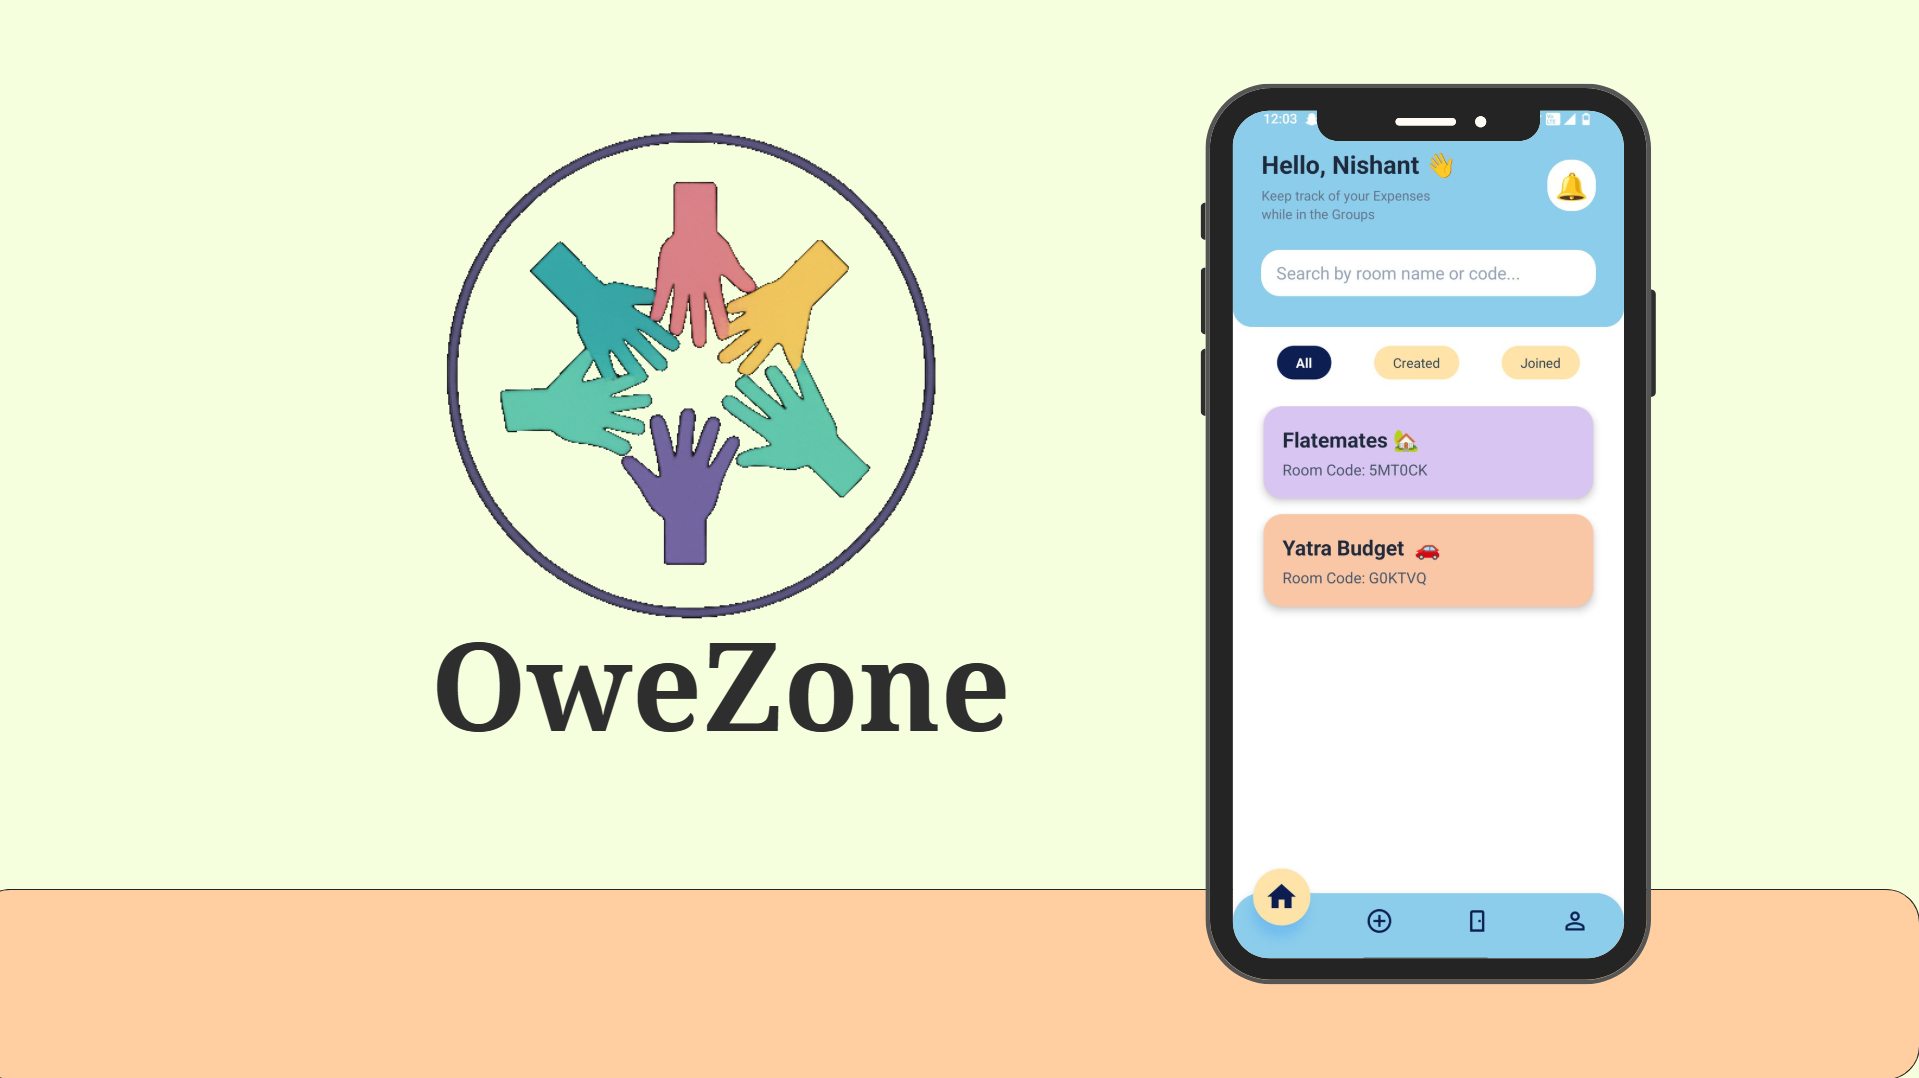 OweZone
12:03
Hello, Nishant 👋
Keep track of your Expenses
while in the Groups
Search by room name or code...
All
Created
Joined
Flatemates 🏡
Room Code: 5MT0CK
Yatra Budget 🚗
Room Code: G0KTVQ